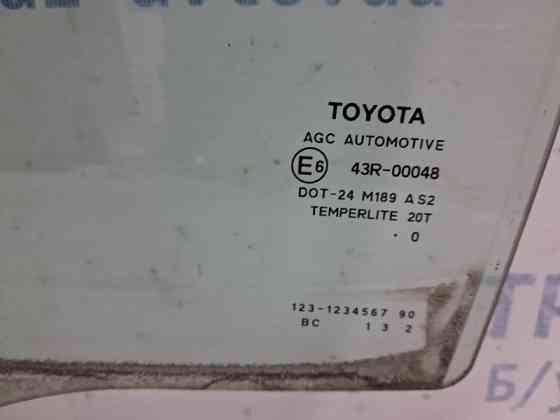 TOYOTA
AGC AUTOMOTIVE
E6 43R-00048
DOT-24 M189 AS2
TEMPERLITE 20T
· 0
123-1234567 90
BC 1 3 2
Б/У